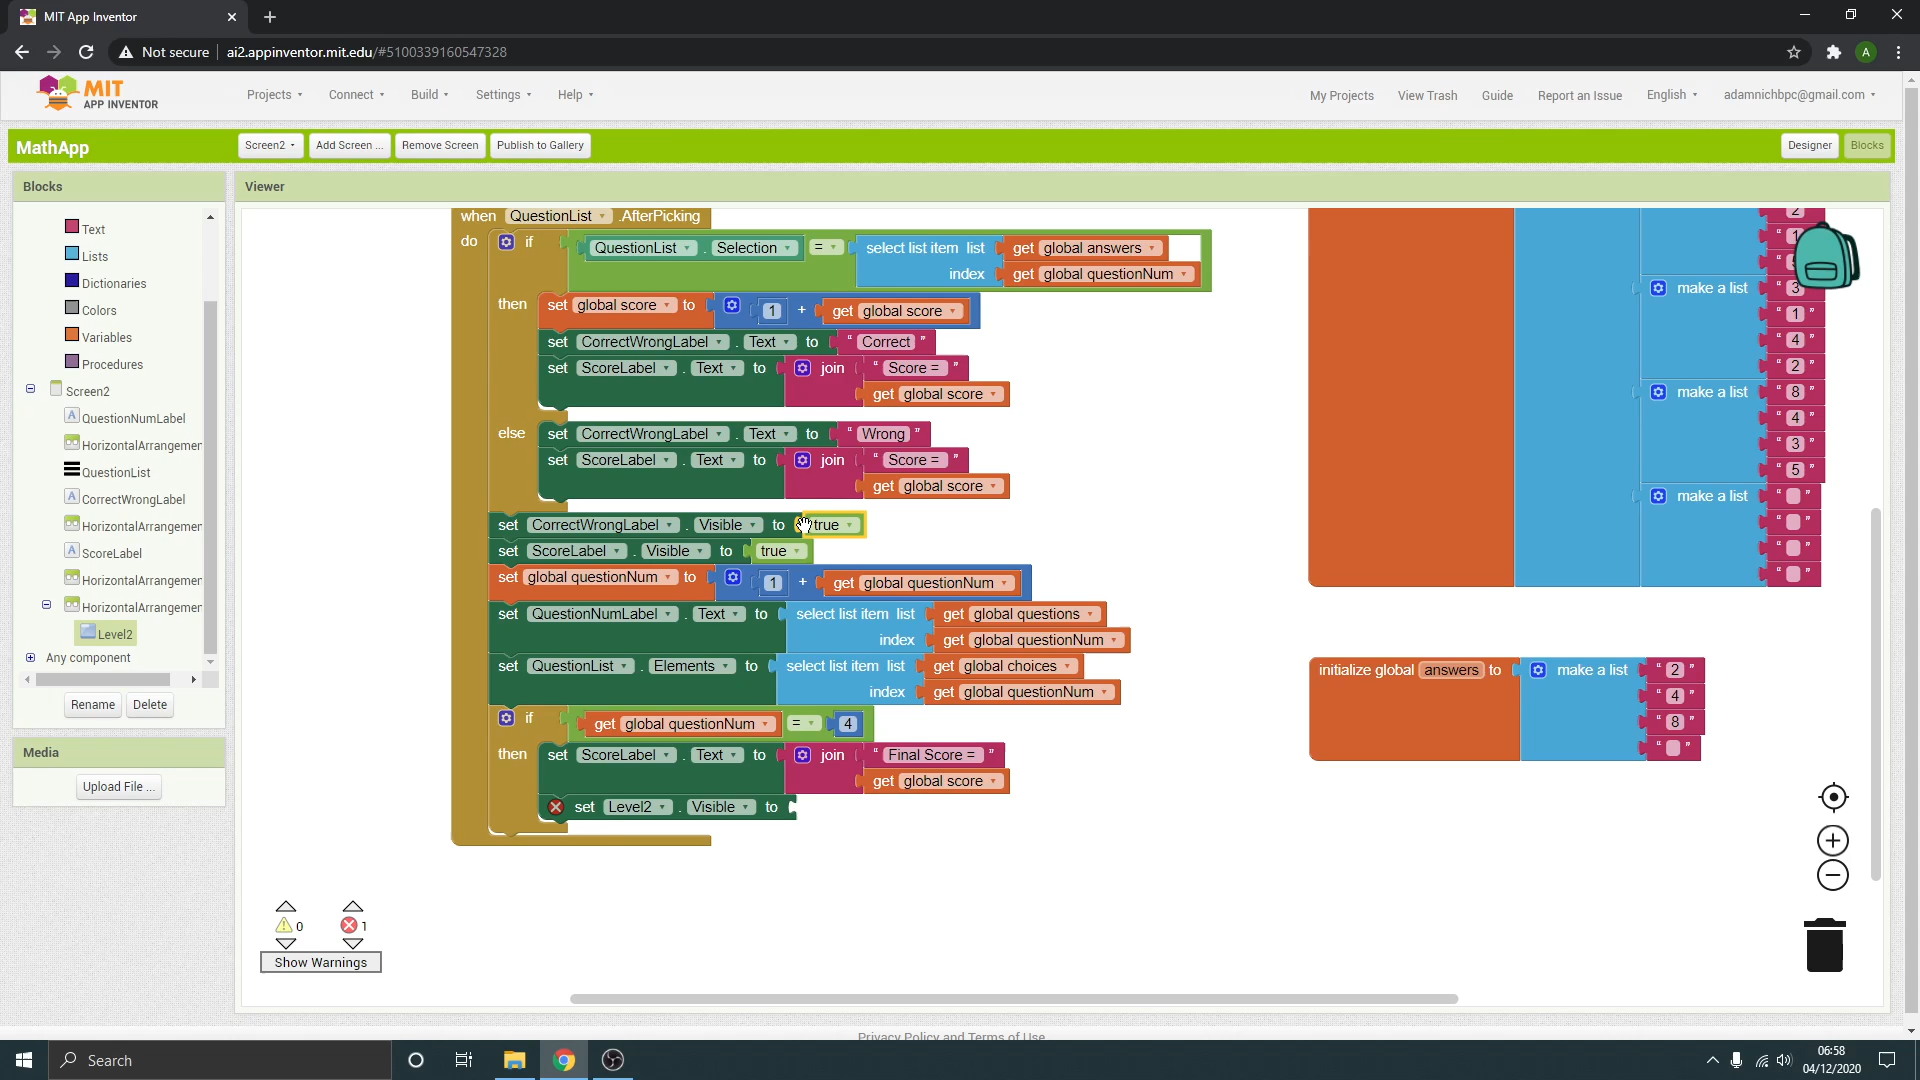 MIT App Inventor
Not secure
ai2.appinventor.mit.edu/#5100339160547328
A
MIT
APP INVENTOR
Projects
Connect
Build
Settings
Help
My Projects
View Trash
Guide
Report an Issue
English
adamnichbpc@gmail.com
MathApp
Screen2
Add Screen ...
Remove Screen
Publish to Gallery
Designer
Blocks
Blocks
Text
Lists
Dictionaries
Colors
Variables
Procedures
Screen2
QuestionNumLabel
HorizontalArrangemen
QuestionList
CorrectWrongLabel
HorizontalArrangemen
ScoreLabel
HorizontalArrangemen
HorizontalArrangemen
Level2
Any component
Rename
Delete
Media
Upload File ...
Viewer
when QuestionList .AfterPicking
do if QuestionList . Selection = select list item list get global answers
index get global questionNum
then set global score to 1 + get global score
set CorrectWrongLabel . Text to “ Correct ”
set ScoreLabel . Text to join “ Score = ”
get global score
else set CorrectWrongLabel . Text to “ Wrong ”
set ScoreLabel . Text to join “ Score = ”
get global score
set CorrectWrongLabel . Visible to true
set ScoreLabel . Visible to true
set global questionNum to 1 + get global questionNum
set QuestionNumLabel . Text to select list item list get global questions
index get global questionNum
set QuestionList . Elements to select list item list get global choices
index get global questionNum
if get global questionNum = 4
then set ScoreLabel . Text to join “ Final Score = ”
get global score
set Level2 . Visible to
“ 2 ”
make a list “ 3 ”
“ 1 ”
“ 4 ”
“ 2 ”
make a list “ 8 ”
“ 4 ”
“ 3 ”
“ 5 ”
make a list “ ”
“ ”
“ ”
“ ”
initialize global answers to make a list “ 2 ”
“ 4 ”
“ 8 ”
“ ”
0
1
Show Warnings
Privacy Policy and Terms of Use
Search
06:58
04/12/2020